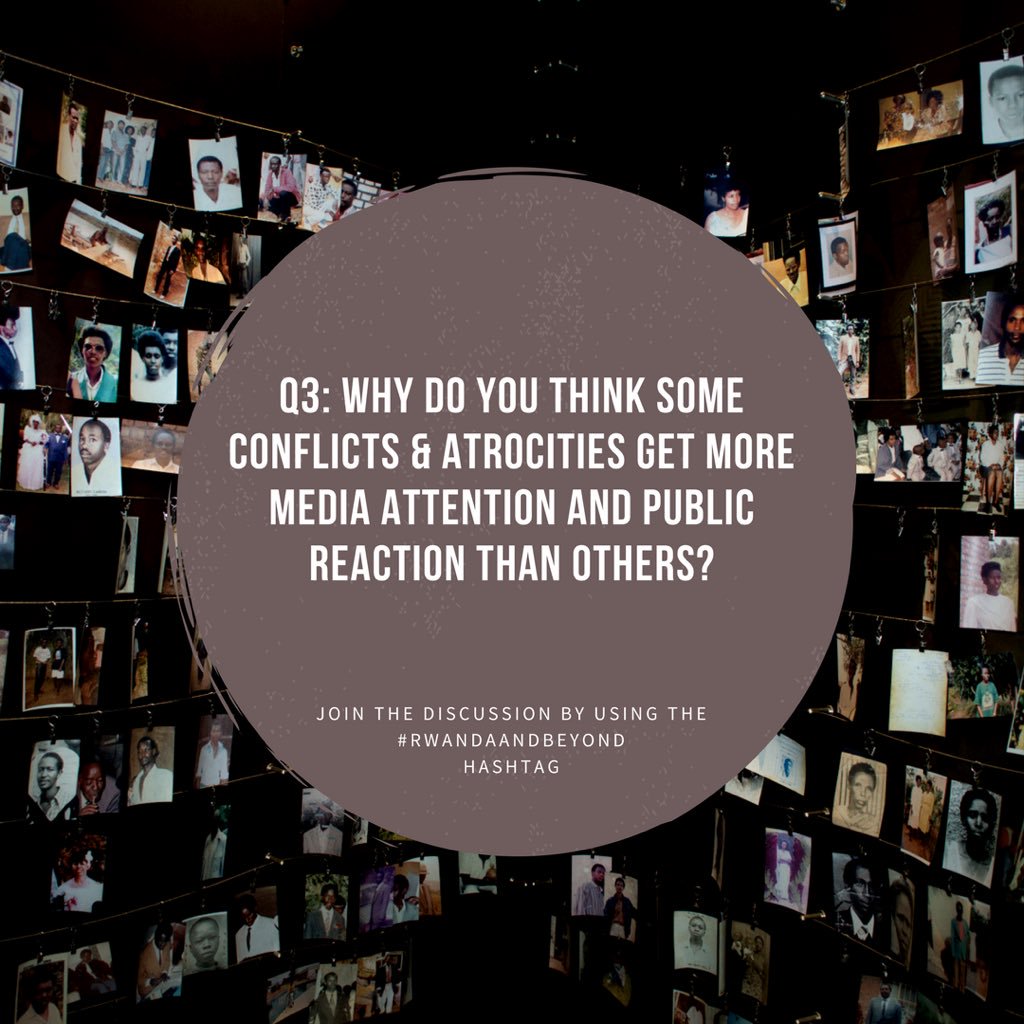 Q3: WHY DO YOU THINK SOME
CONFLICTS & ATROCITIES GET MORE
MEDIA ATTENTION AND PUBLIC
REACTION THAN OTHERS?
JOIN THE DISCUSSION BY USING THE
#RWANDAANDBEYOND
HASHTAG